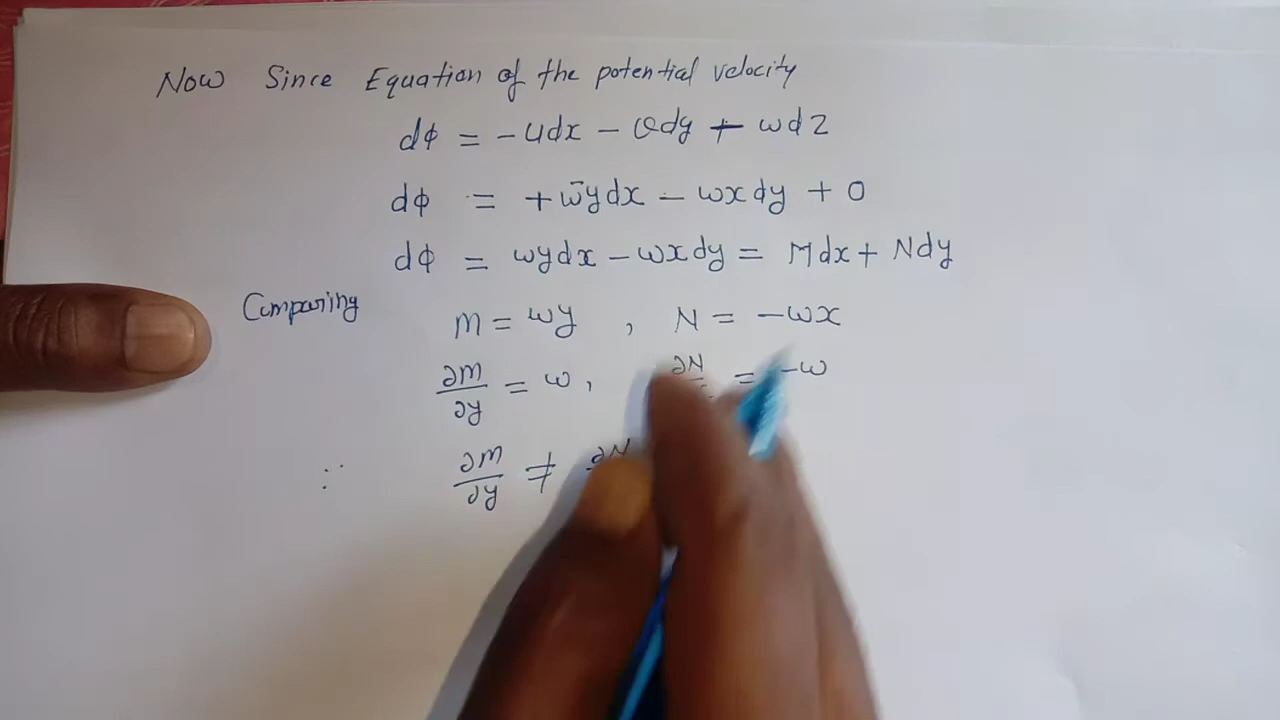 Now Since Equation of the potential velocity
dϕ = -udx - vdy + wdz
dϕ = +ω̄ydx - ωxdy + 0
dϕ = ωydx - ωxdy = Mdx + Ndy
Comparing M = ωy , N = -ωx
∂M/∂y = ω, ∂N = -ω
∵ ∂M/∂y ≠ ∂N